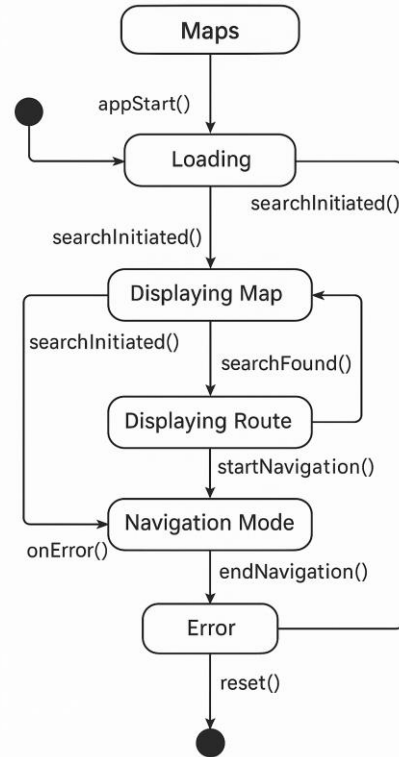 Maps
appStart()
Loading
searchInitiated()
searchInitiated()
Displaying Map
searchInitiated()
searchFound()
Displaying Route
startNavigation()
Navigation Mode
onError()
endNavigation()
Error
reset()